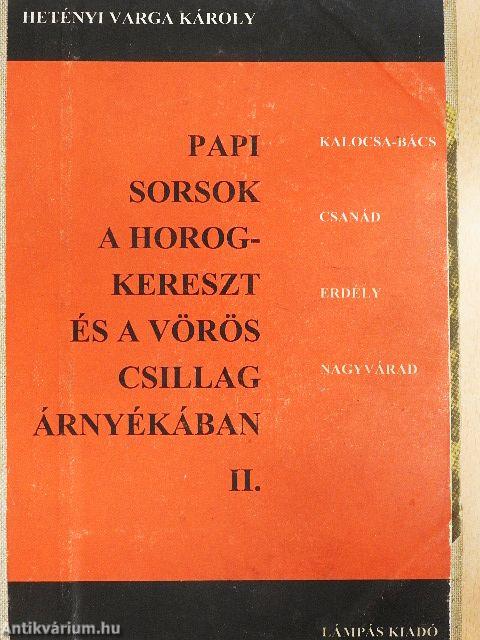 HETÉNYI VARGA KÁROLY
PAPI
SORSOK
A HOROG-
KERESZT
ÉS A VÖRÖS
CSILLAG
ÁRNYÉKÁBAN
II.
KALOCSA-BÁCS
CSANÁD
ERDÉLY
NAGYVÁRAD
LÁMPÁS KIADÓ
Antikvárium.hu